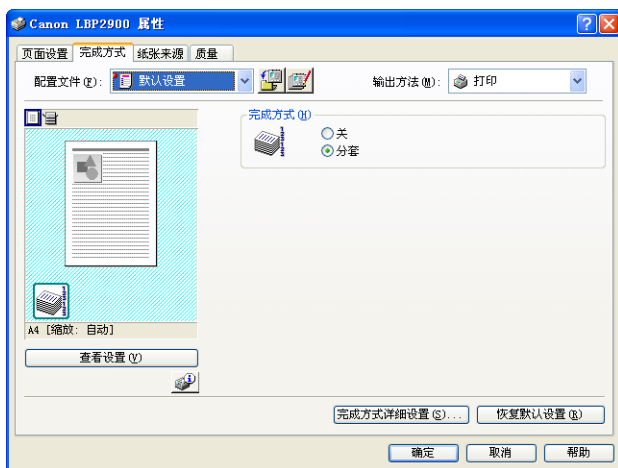 Canon LBP2900 属性
页面设置 完成方式 纸张来源 质量
配置文件(F): 默认设置 输出方法(M): 打印
完成方式(H)
关
分套
A4 [缩放: 自动]
查看设置(V)
完成方式详细设置(S)... 恢复默认设置(R)
确定 取消 帮助